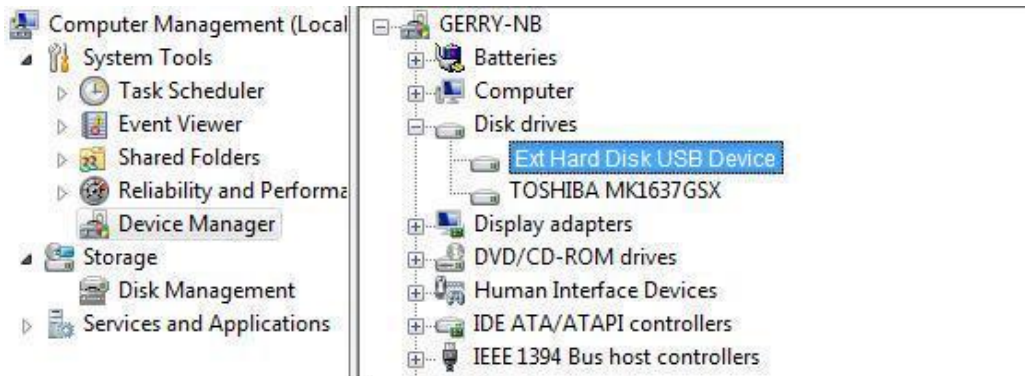 Computer Management (Local
System Tools
Task Scheduler
Event Viewer
Shared Folders
Reliability and Performa
Device Manager
Storage
Disk Management
Services and Applications
GERRY-NB
Batteries
Computer
Disk drives
Ext Hard Disk USB Device
TOSHIBA MK1637GSX
Display adapters
DVD/CD-ROM drives
Human Interface Devices
IDE ATA/ATAPI controllers
IEEE 1394 Bus host controllers